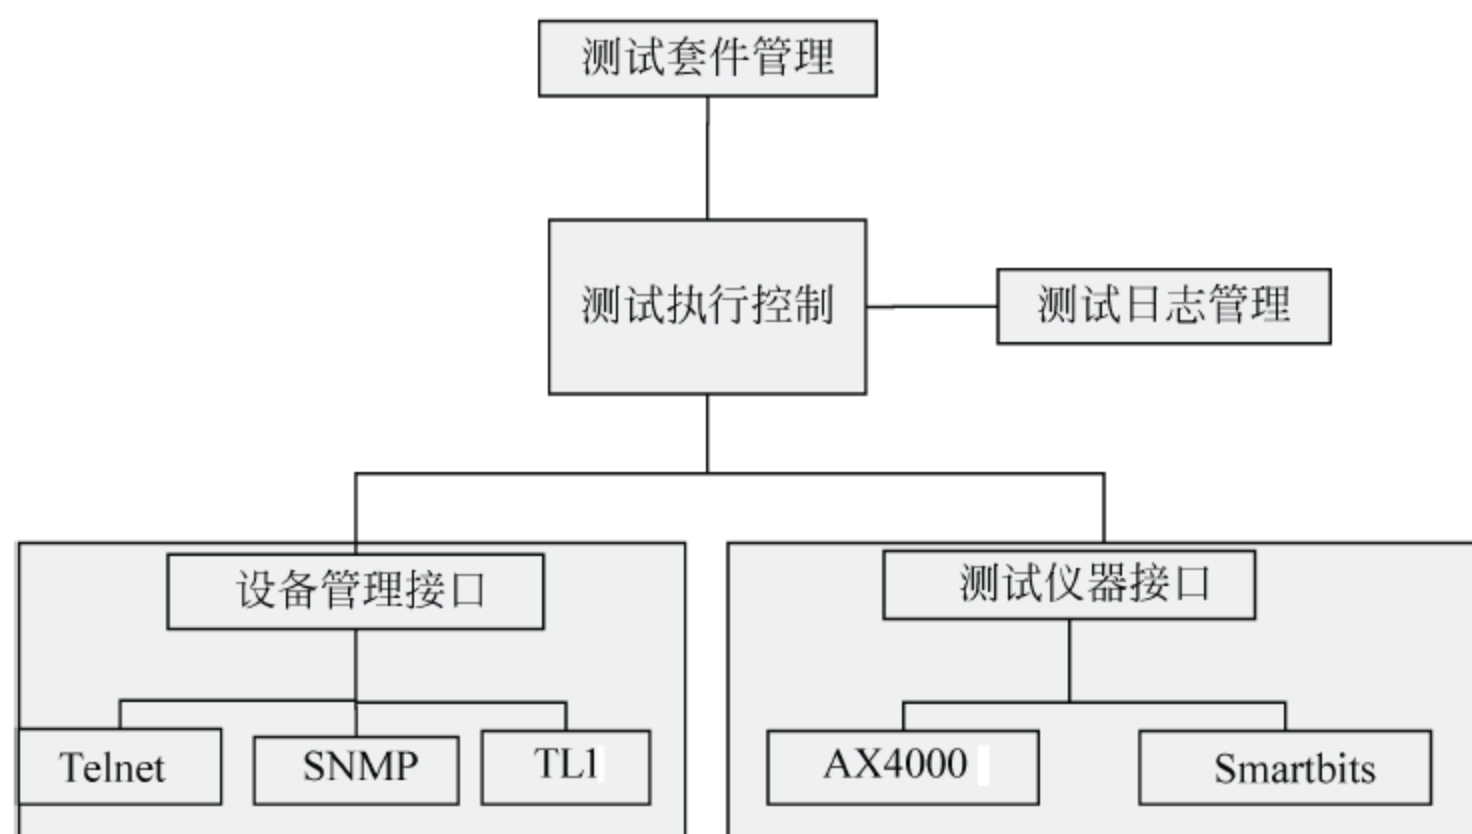 测试套件管理
测试执行控制
测试日志管理
设备管理接口
测试仪器接口
Telnet
SNMP
TL1
AX4000
Smartbits